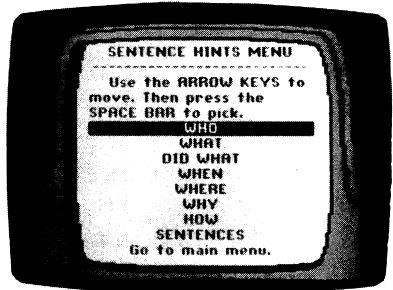 SENTENCE HINTS MENU
Use the ARROW KEYS to
move. Then press the
SPACE BAR to pick.
WHO
WHAT
DID WHAT
WHEN
WHERE
WHY
HOW
SENTENCES
Go to main menu.